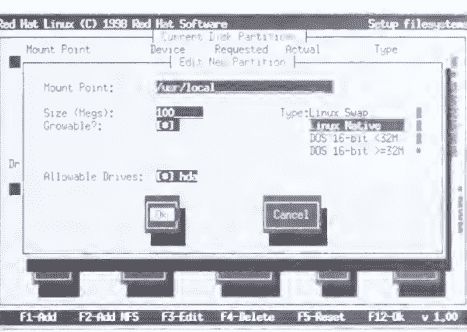 Red Hat Linux (C) 1998 Red Hat Software Setup filesystems
Current Disk Partitions
Mount Point Device Requested Actual Type
Edit New Partition
Mount Point: /usr/local
Size (Megs): 100 Type:Linux Swap
Growable?: [*] Linux Native
DOS 16-bit <32M
DOS 16-bit >=32M
Dr
Allowable Drives: [*] hda
Ok Cancel
F1-Add F2-Add NFS F3-Edit F4-Delete F5-Reset F12-Ok v 1.00